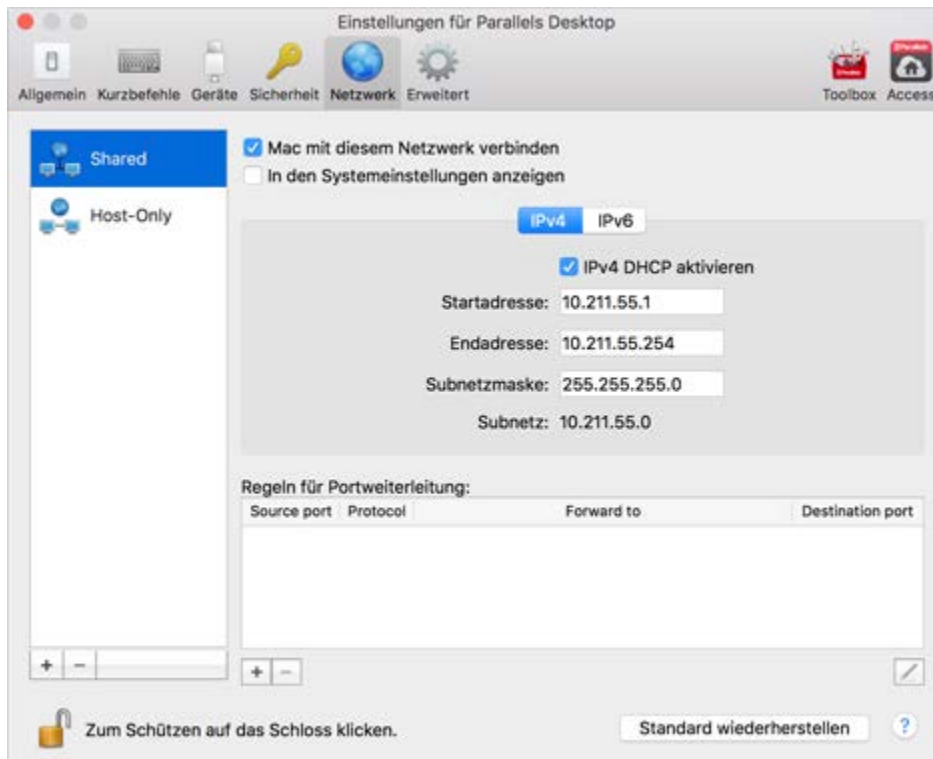 Einstellungen für Parallels Desktop
Allgemein Kurzbefehle Geräte Sicherheit Netzwerk Erweitert Toolbox Access
Shared
Host-Only
Mac mit diesem Netzwerk verbinden
In den Systemeinstellungen anzeigen
IPv4 IPv6
IPv4 DHCP aktivieren
Startadresse: 10.211.55.1
Endadresse: 10.211.55.254
Subnetzmaske: 255.255.255.0
Subnetz: 10.211.55.0
Regeln für Portweiterleitung:
Source port Protocol Forward to Destination port
+ −
+ −
Zum Schützen auf das Schloss klicken.
Standard wiederherstellen ?